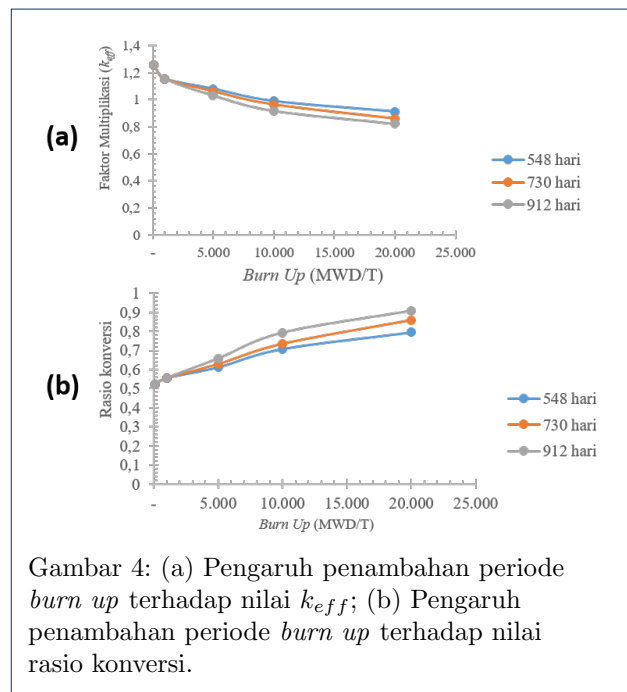 (a)
Faktor Multiplikasi (keff)
1,4
1,2
1
0,8
0,6
0,4
0,2
0
-
5.000
10.000
15.000
20.000
25.000
Burn Up (MWD/T)
548 hari
730 hari
912 hari
(b)
Rasio konversi
1
0,9
0,8
0,7
0,6
0,5
0,4
0,3
0,2
0,1
0
-
5.000
10.000
15.000
20.000
25.000
Burn Up (MWD/T)
548 hari
730 hari
912 hari
Gambar 4: (a) Pengaruh penambahan periode
burn up terhadap nilai keff; (b) Pengaruh
penambahan periode burn up terhadap nilai
rasio konversi.